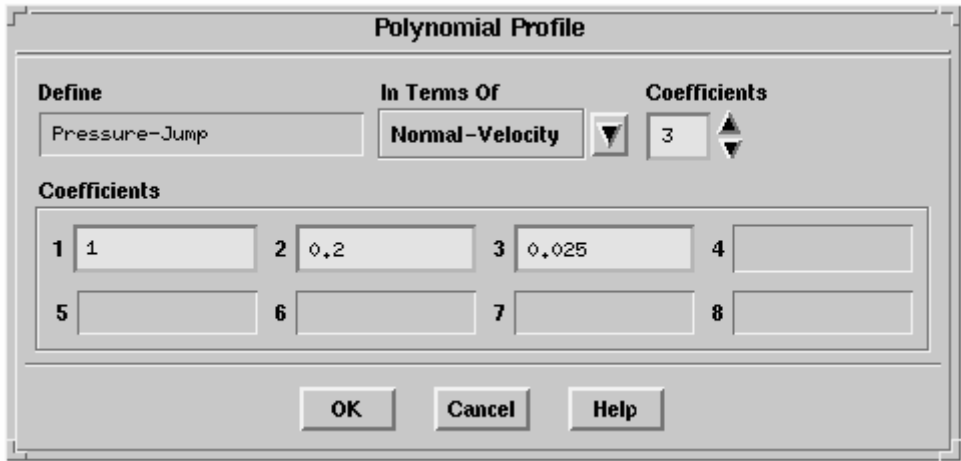 Polynomial Profile
Define In Terms Of Coefficients
Pressure-Jump Normal-Velocity 3
Coefficients
1 1 2 0.2 3 0.025 4
5 6 7 8
OK Cancel Help